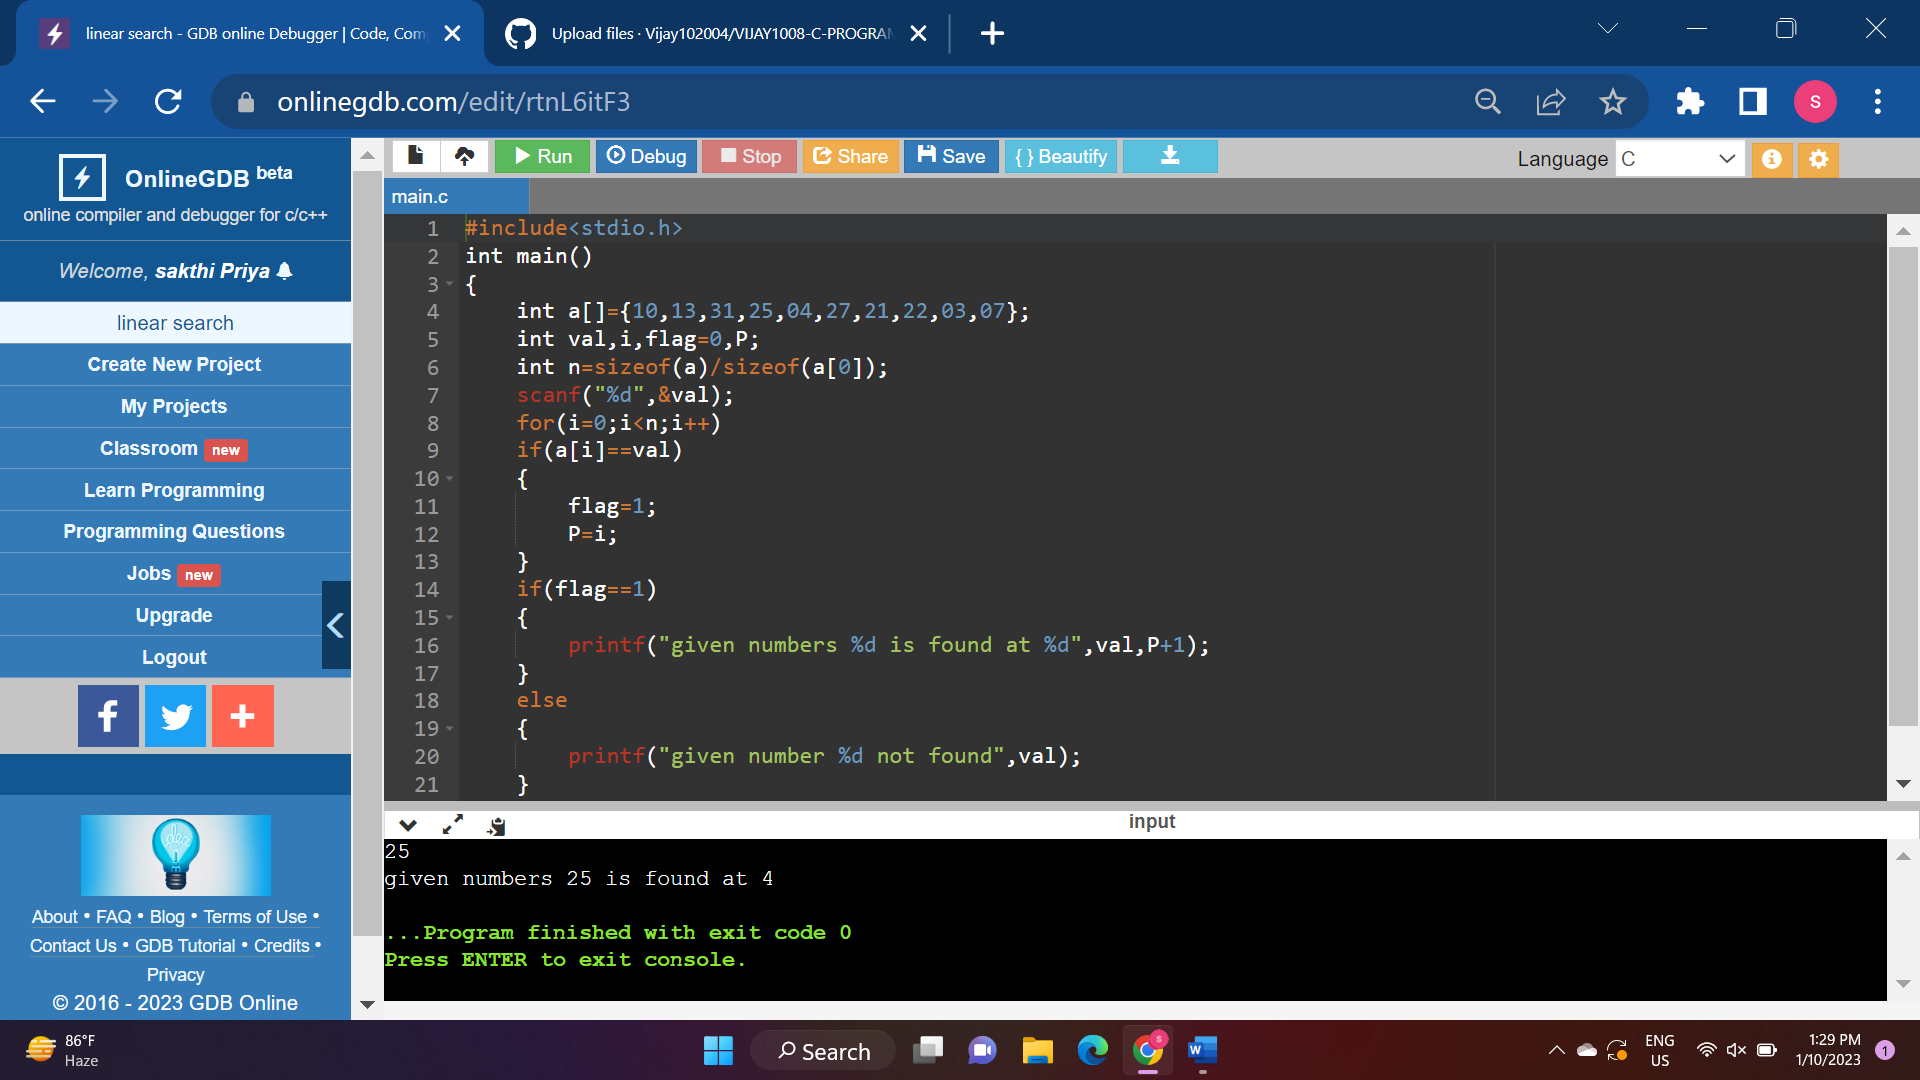 linear search - GDB online Debugger | Code, Com
Upload files · Vijay102004/VIJAY1008-C-PROGRAM
onlinegdb.com/edit/rtnL6itF3
S
OnlineGDB beta
online compiler and debugger for c/c++
Welcome, sakthi Priya
linear search
Create New Project
My Projects
Classroom new
Learn Programming
Programming Questions
Jobs new
Upgrade
Logout
About • FAQ • Blog • Terms of Use •
Contact Us • GDB Tutorial • Credits •
Privacy
© 2016 - 2023 GDB Online
Run Debug Stop Share Save { } Beautify
Language C
main.c
1 #include<stdio.h>
2 int main()
3 {
4 int a[]={10,13,31,25,04,27,21,22,03,07};
5 int val,i,flag=0,P;
6 int n=sizeof(a)/sizeof(a[0]);
7 scanf("%d",&val);
8 for(i=0;i<n;i++)
9 if(a[i]==val)
10 {
11 flag=1;
12 P=i;
13 }
14 if(flag==1)
15 {
16 printf("given numbers %d is found at %d",val,P+1);
17 }
18 else
19 {
20 printf("given number %d not found",val);
21 }
input
25
given numbers 25 is found at 4
...Program finished with exit code 0
Press ENTER to exit console.
86°F
Haze
Search
ENG
US
1:29 PM
1/10/2023
1